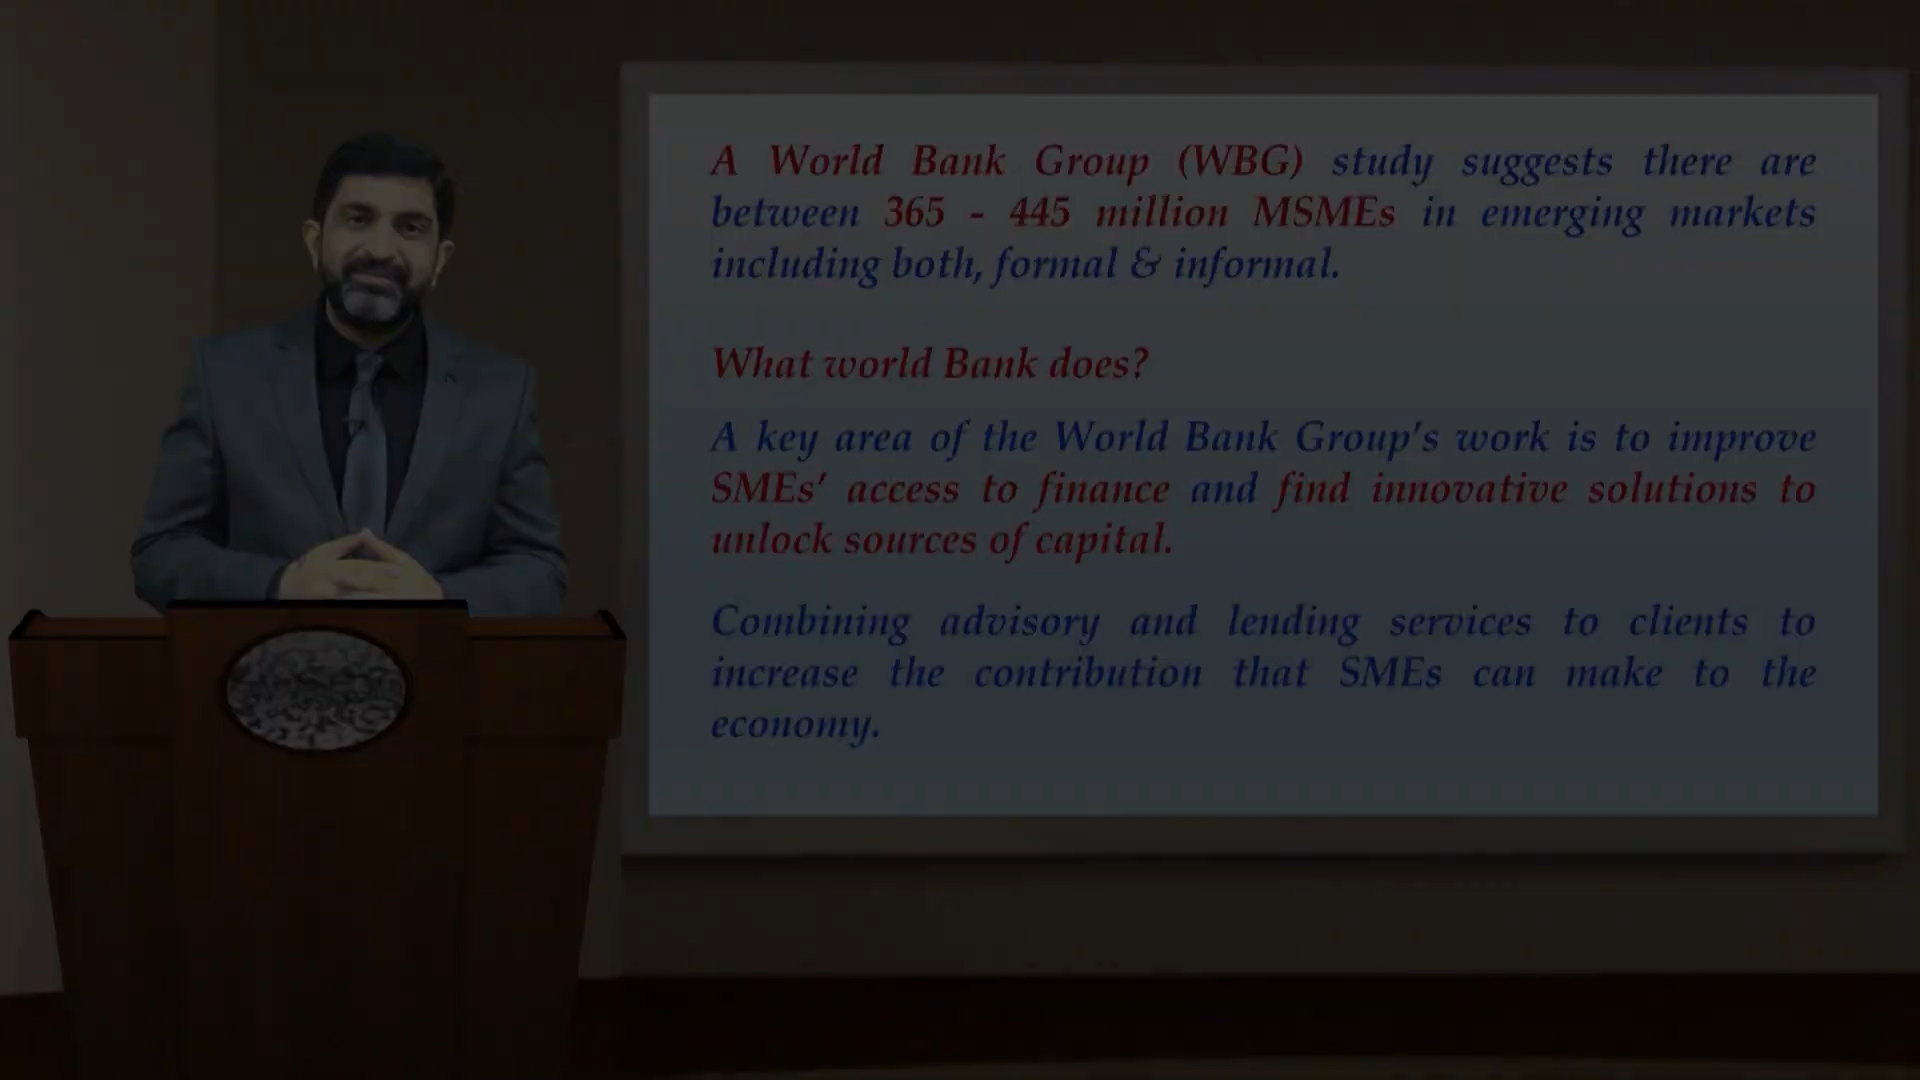 A World Bank Group (WBG) study suggests there are
between 365 - 445 million MSMEs in emerging markets
including both, formal & informal.
What world Bank does?
A key area of the World Bank Group's work is to improve
SMEs' access to finance and find innovative solutions to
unlock sources of capital.
Combining advisory and lending services to clients to
increase the contribution that SMEs can make to the
economy.